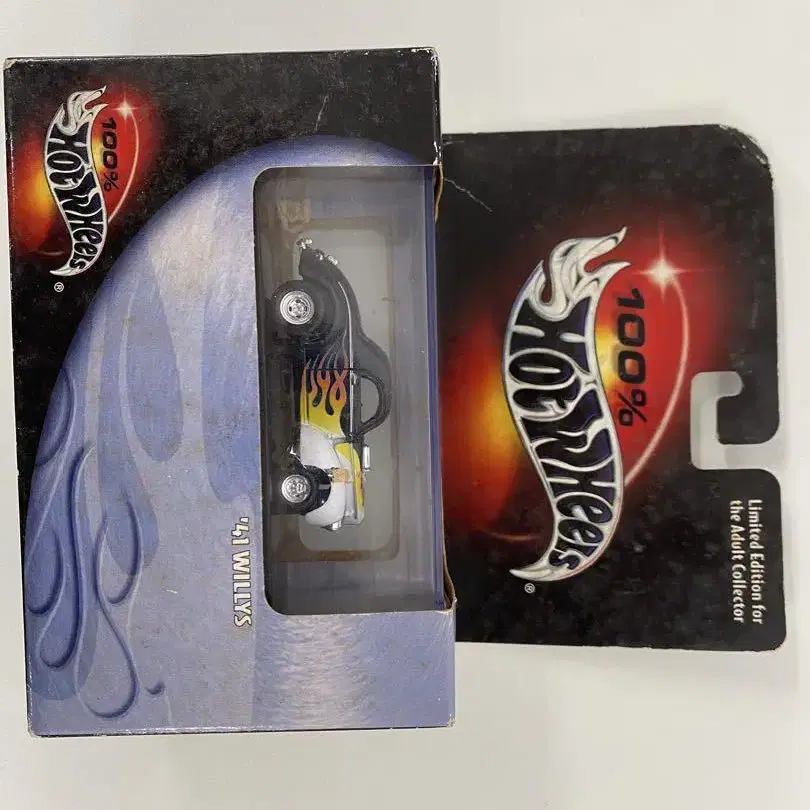 100%
HOT WHEELS
®
'41 WILLYS
100%
HOT WHEELS
®
Limited Edition for
the Adult Collector